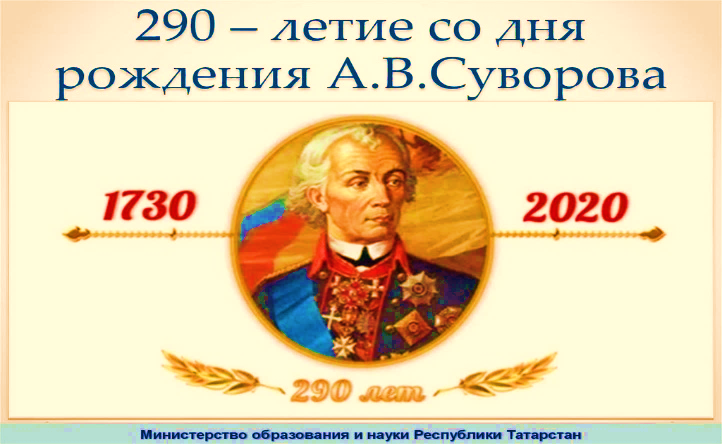 290 – летие со дня
рождения А.В.Суворова
1730
2020
290 лет
Министерство образования и науки Республики Татарстан